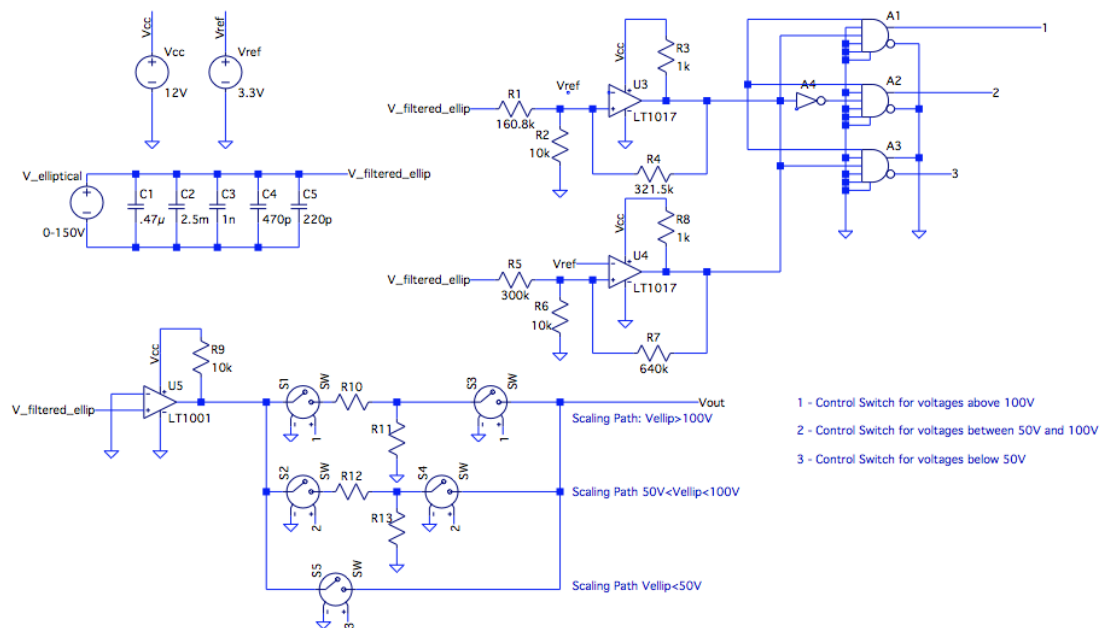 Vcc
Vref
Vcc
12V
Vref
3.3V
V_elliptical
V_filtered_ellip
C1
.47µ
C2
2.5m
C3
1n
C4
470p
C5
220p
0-150V
V_filtered_ellip
R1
160.8k
Vref
R2
10k
Vcc
R3
1k
U3
LT1017
R4
321.5k
A1
1
A4
A2
2
A3
3
V_filtered_ellip
R5
300k
Vref
R6
10k
Vcc
R8
1k
U4
LT1017
R7
640k
V_filtered_ellip
Vcc
R9
10k
U5
LT1001
S1
SW
1
R10
R11
S3
SW
1
Vout
Scaling Path: Vellip>100V
S2
SW
2
R12
R13
S4
SW
2
Scaling Path 50V<Vellip<100V
S5
SW
3
Scaling Path Vellip<50V
1 - Control Switch for voltages above 100V
2 - Control Switch for voltages between 50V and 100V
3 - Control Switch for voltages below 50V